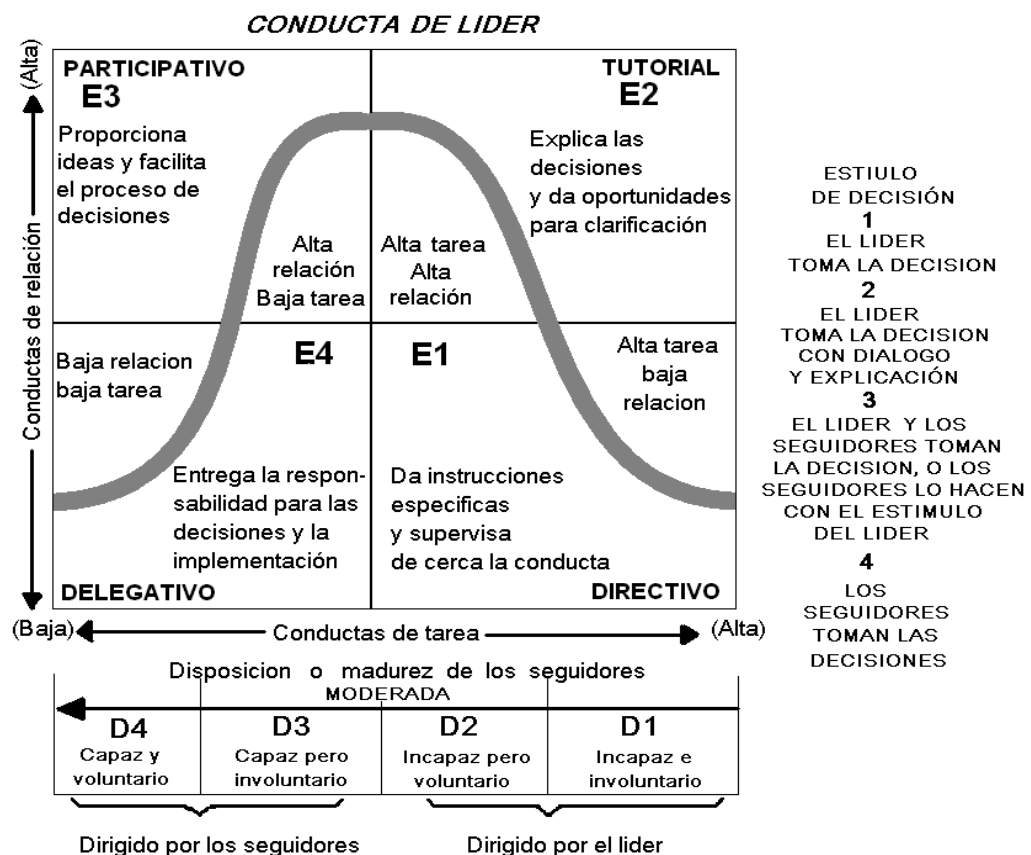 CONDUCTA DE LIDER
(Alta)
Conductas de relación
PARTICIPATIVO
E3
Proporciona
ideas y facilita
el proceso de
decisiones
Alta
relación
Baja tarea
TUTORIAL
E2
Explica las
decisiones
y da oportunidades
para clarificación
Alta tarea
Alta
relación
E4
Baja relacion
baja tarea
Entrega la respon-
sabilidad para las
decisiones y la
implementación
DELEGATIVO
E1
Alta tarea
baja
relacion
Da instrucciones
especificas
y supervisa
de cerca la conducta
DIRECTIVO
(Baja)
Conductas de tarea
(Alta)
Disposicion o madurez de los seguidores
MODERADA
D4
Capaz y
voluntario
D3
Capaz pero
involuntario
D2
Incapaz pero
voluntario
D1
Incapaz e
involuntario
Dirigido por los seguidores
Dirigido por el lider
ESTIULO
DE DECISIÓN
1
EL LIDER
TOMA LA DECISION
2
EL LIDER
TOMA LA DECISION
CON DIALOGO
Y EXPLICACIÓN
3
EL LIDER Y LOS
SEGUIDORES TOMAN
LA DECISION, O LOS
SEGUIDORES LO HACEN
CON EL ESTIMULO
DEL LIDER
4
LOS
SEGUIDORES
TOMAN LAS
DECISIONES